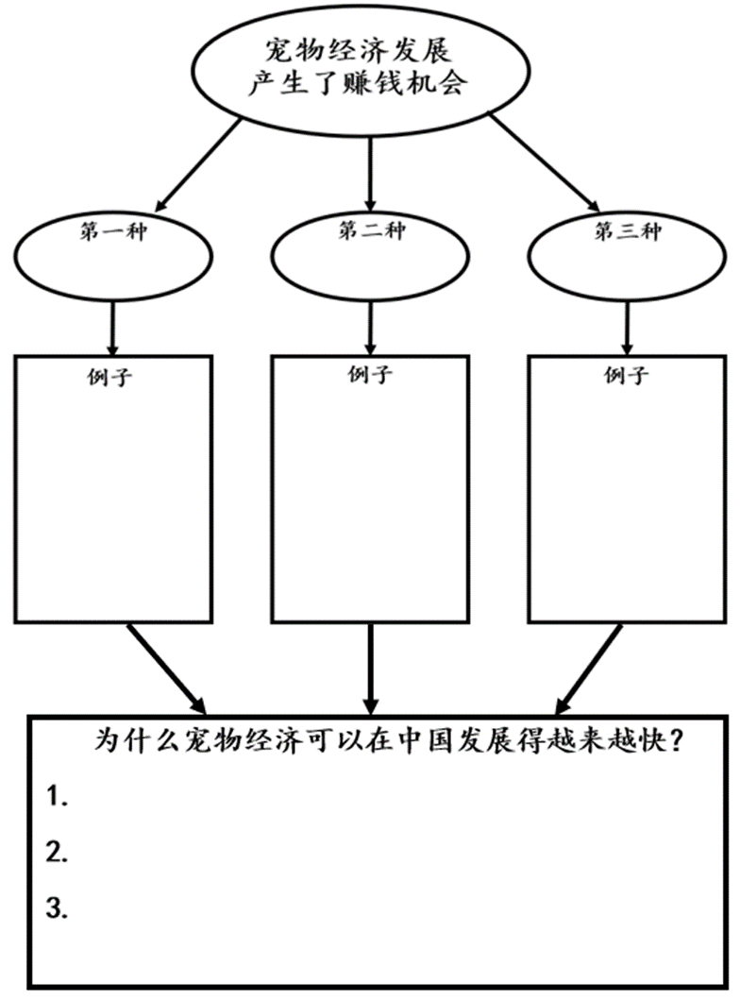 宠物经济发展
产生了赚钱机会
第一种
第二种
第三种
例子
例子
例子
为什么宠物经济可以在中国发展得越来越快?
1.
2.
3.